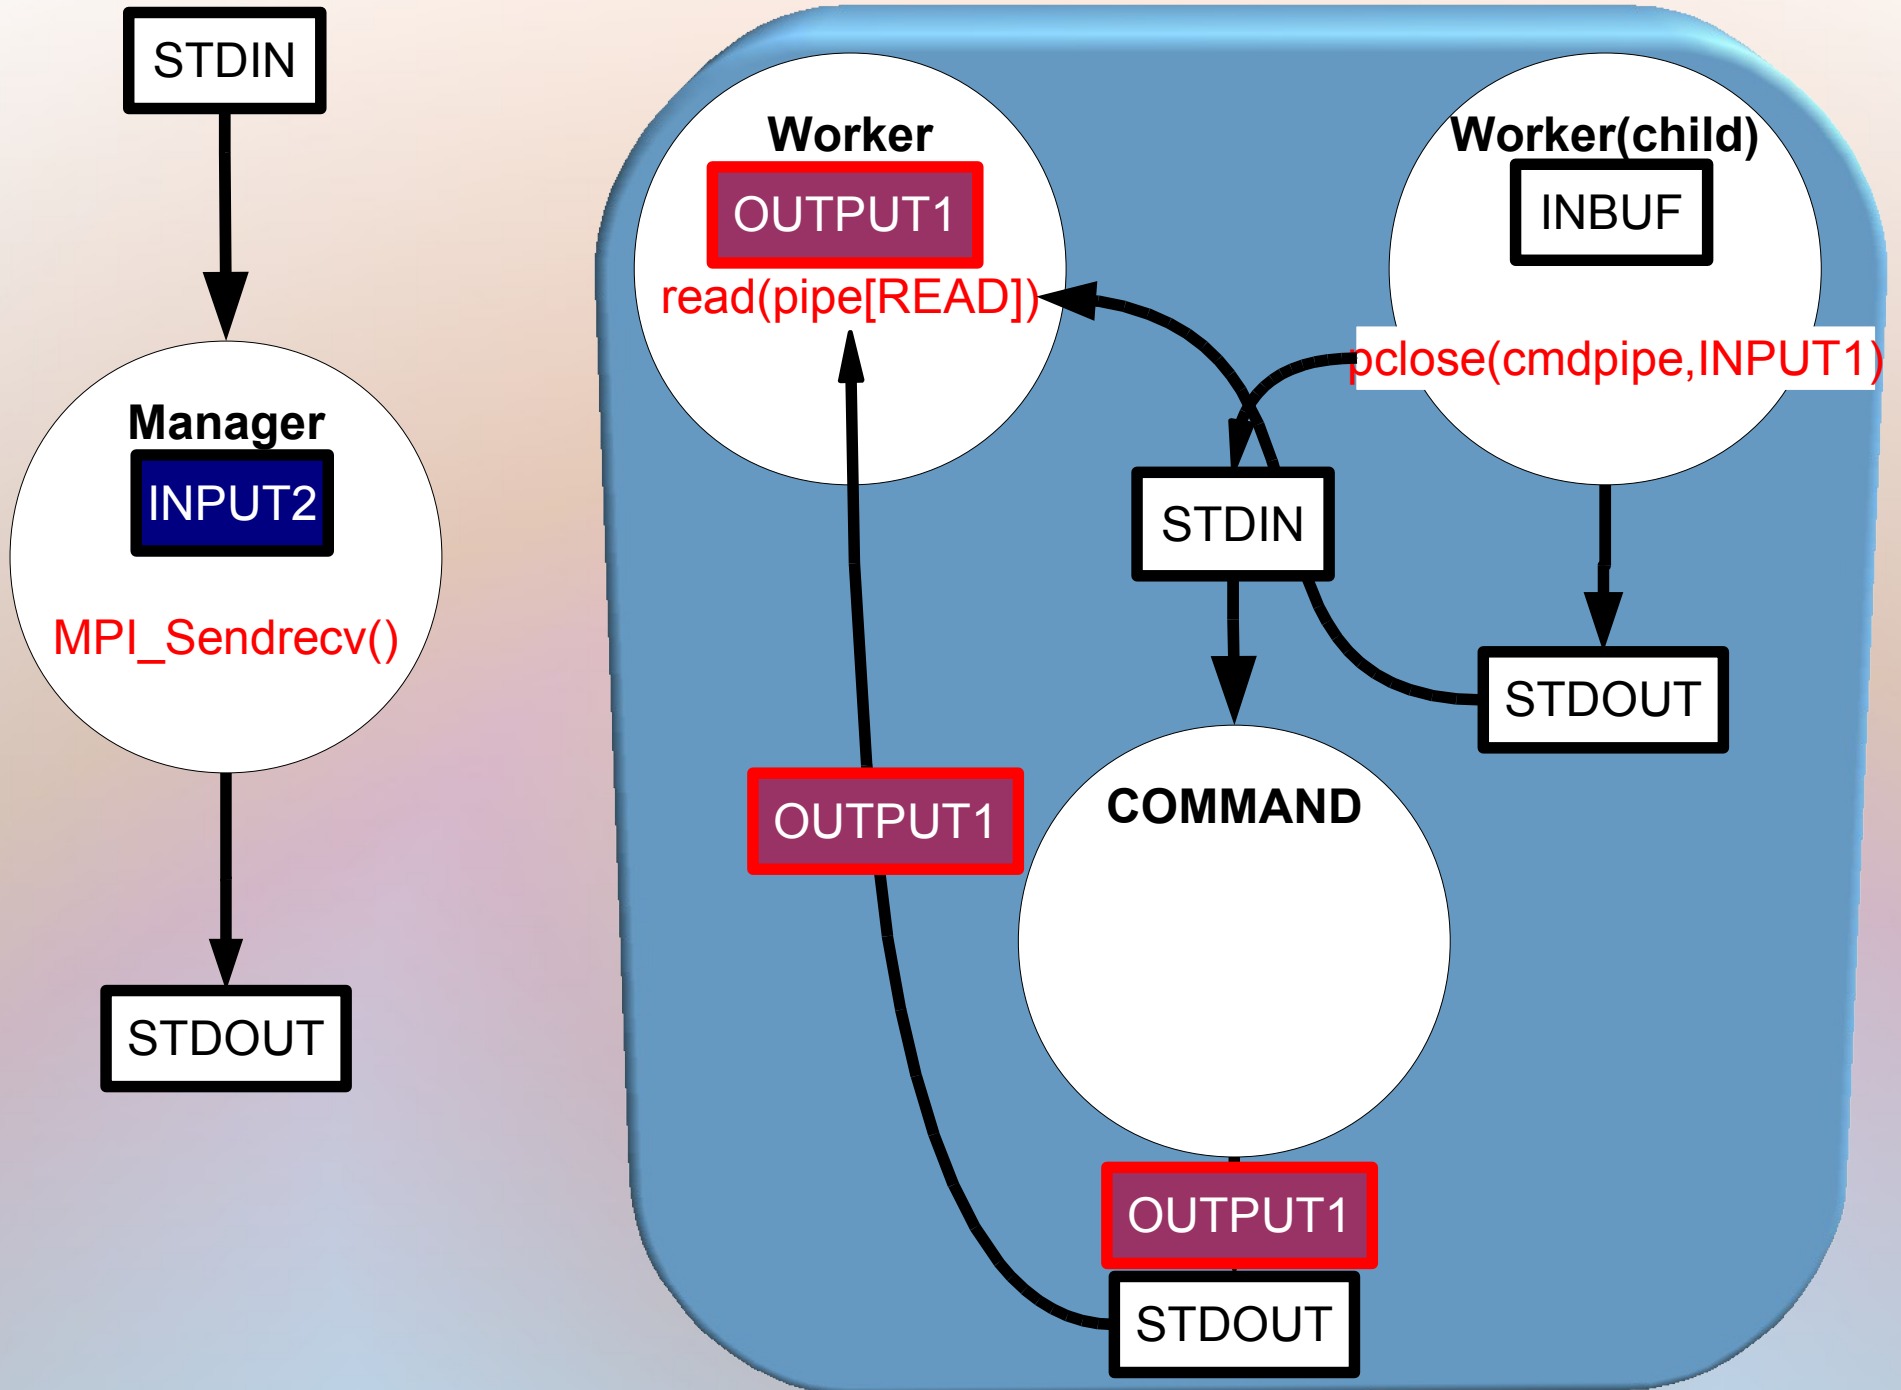 STDIN
Manager
INPUT2
MPI_Sendrecv()
STDOUT
Worker
OUTPUT1
read(pipe[READ])
Worker(child)
INBUF
pclose(cmdpipe,INPUT1)
STDIN
STDOUT
OUTPUT1
COMMAND
OUTPUT1
STDOUT